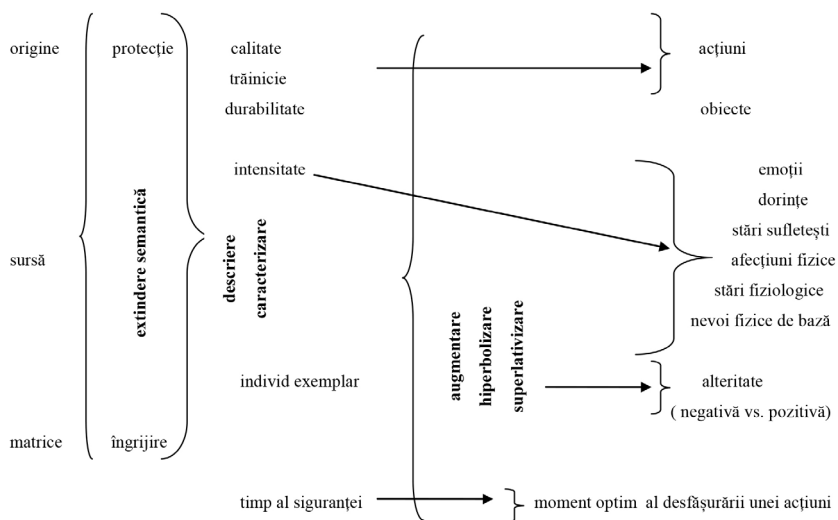 origine
sursă
matrice
protecție
extindere semantică
îngrijire
calitate
trăinicie
durabilitate
intensitate
descriere
caracterizare
individ exemplar
timp al siguranței
augmentare
hiperbolizare
superlativizare
acțiuni
obiecte
emoții
dorințe
stări sufletești
afecțiuni fizice
stări fiziologice
nevoi fizice de bază
alteritate
( negativă vs. pozitivă)
moment optim al desfășurării unei acțiuni